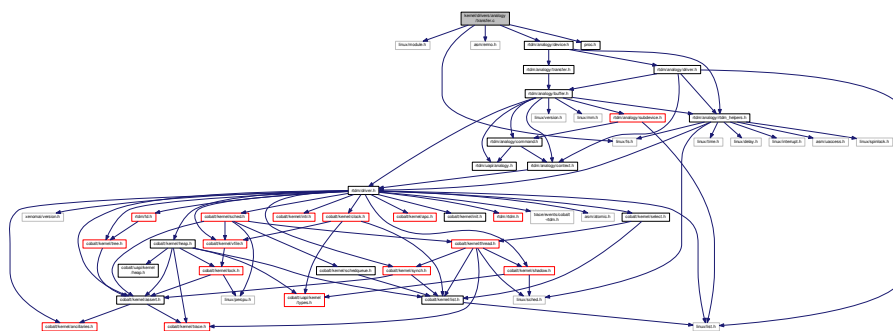 kernel/drivers/analogy
/transfer.c
linux/module.h
asm/errno.h
rtdm/analogy/device.h
proc.h
rtdm/analogy/transfer.h
rtdm/analogy/driver.h
rtdm/analogy/buffer.h
linux/version.h
linux/mm.h
rtdm/analogy/subdevice.h
rtdm/analogy/rtdm_helpers.h
rtdm/analogy/command.h
linux/fs.h
linux/time.h
linux/delay.h
linux/interrupt.h
asm/uaccess.h
linux/spinlock.h
rtdm/uapi/analogy.h
rtdm/analogy/context.h
rtdm/driver.h
xenomai/version.h
rtdm/fd.h
cobalt/kernel/sched.h
cobalt/kernel/intr.h
cobalt/kernel/clock.h
cobalt/kernel/apc.h
cobalt/kernel/init.h
rtdm/rtdm.h
trace/events/cobalt
-rtdm.h
asm/atomic.h
cobalt/kernel/select.h
cobalt/kernel/tree.h
cobalt/kernel/heap.h
cobalt/kernel/vfile.h
cobalt/kernel/thread.h
cobalt/uapi/kernel
/heap.h
cobalt/kernel/lock.h
cobalt/kernel/schedqueue.h
cobalt/kernel/synch.h
cobalt/kernel/shadow.h
cobalt/kernel/assert.h
linux/percpu.h
cobalt/uapi/kernel
/types.h
cobalt/kernel/list.h
linux/sched.h
cobalt/kernel/ancillaries.h
cobalt/kernel/trace.h
linux/list.h